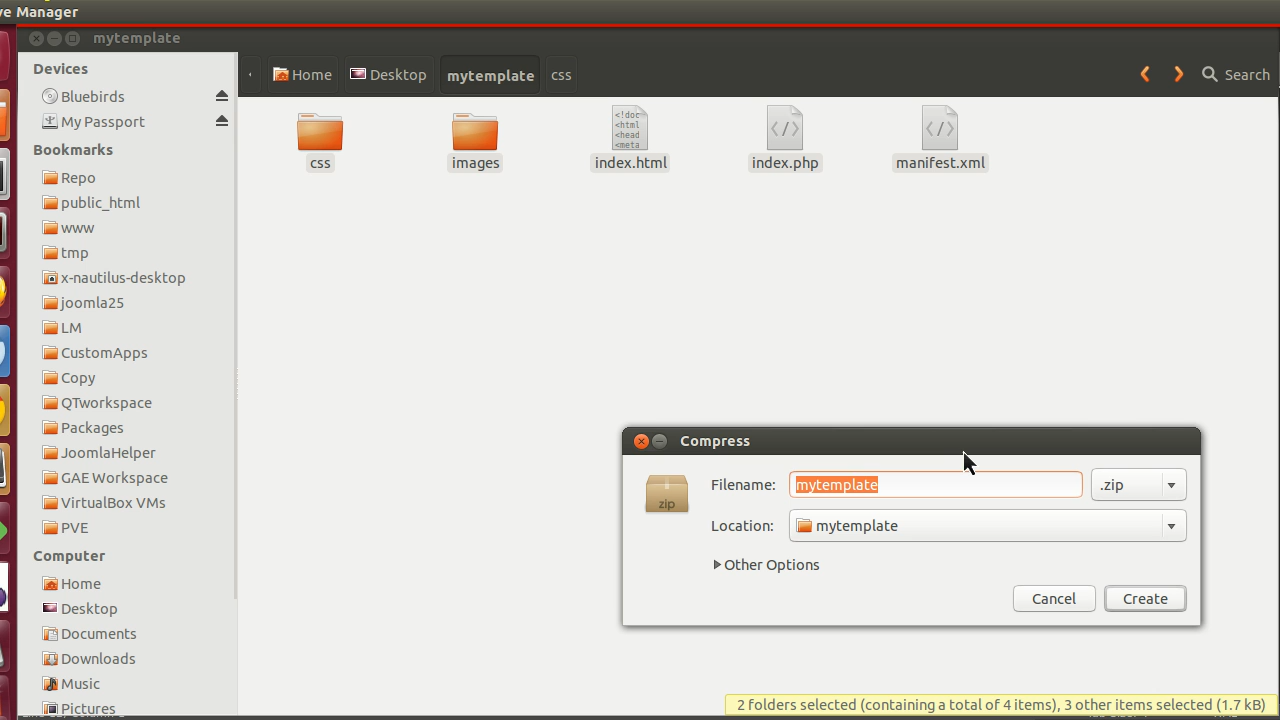 ve Manager
mytemplate
Devices
Bluebirds
My Passport
Bookmarks
Repo
public_html
www
tmp
x-nautilus-desktop
joomla25
LM
CustomApps
Copy
QTworkspace
Packages
JoomlaHelper
GAE Workspace
VirtualBox VMs
PVE
Computer
Home
Desktop
Documents
Downloads
Music
Pictures
Home Desktop mytemplate css Search
<!doc
<html
<head
<meta
css images index.html index.php manifest.xml
Compress
zip
Filename: mytemplate .zip
Location: mytemplate
Other Options
Cancel Create
2 folders selected (containing a total of 4 items), 3 other items selected (1.7 kB)